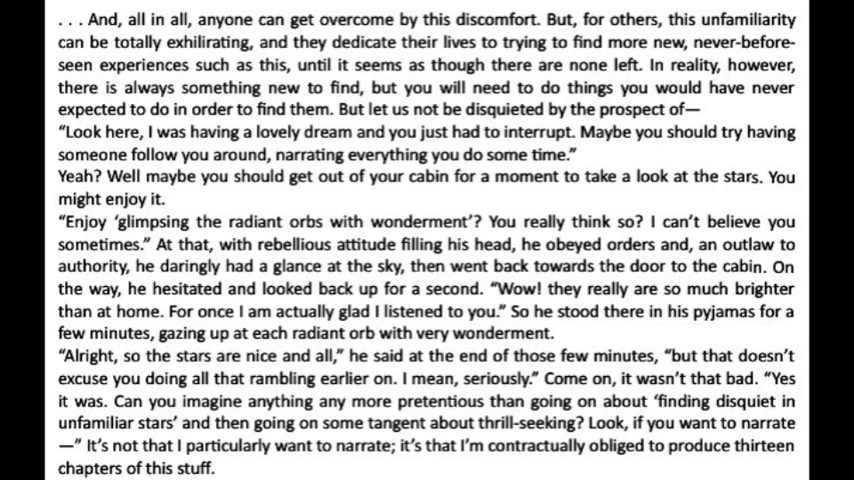 . . . And, all in all, anyone can get overcome by this discomfort. But, for others, this unfamiliarity
can be totally exhilirating, and they dedicate their lives to trying to find more new, never-before-
seen experiences such as this, until it seems as though there are none left. In reality, however,
there is always something new to find, but you will need to do things you would have never
expected to do in order to find them. But let us not be disquieted by the prospect of—
“Look here, I was having a lovely dream and you just had to interrupt. Maybe you should try having
someone follow you around, narrating everything you do some time.”
Yeah? Well maybe you should get out of your cabin for a moment to take a look at the stars. You
might enjoy it.
“Enjoy ‘glimpsing the radiant orbs with wonderment’? You really think so? I can’t believe you
sometimes.” At that, with rebellious attitude filling his head, he obeyed orders and, an outlaw to
authority, he daringly had a glance at the sky, then went back towards the door to the cabin. On
the way, he hesitated and looked back up for a second. “Wow! they really are so much brighter
than at home. For once I am actually glad I listened to you.” So he stood there in his pyjamas for a
few minutes, gazing up at each radiant orb with very wonderment.
“Alright, so the stars are nice and all,” he said at the end of those few minutes, “but that doesn’t
excuse you doing all that rambling earlier on. I mean, seriously.” Come on, it wasn’t that bad. “Yes
it was. Can you imagine anything any more pretentious than going on about ‘finding disquiet in
unfamiliar stars’ and then going on some tangent about thrill-seeking? Look, if you want to narrate
—” It’s not that I particularly want to narrate; it’s that I’m contractually obliged to produce thirteen
chapters of this stuff.